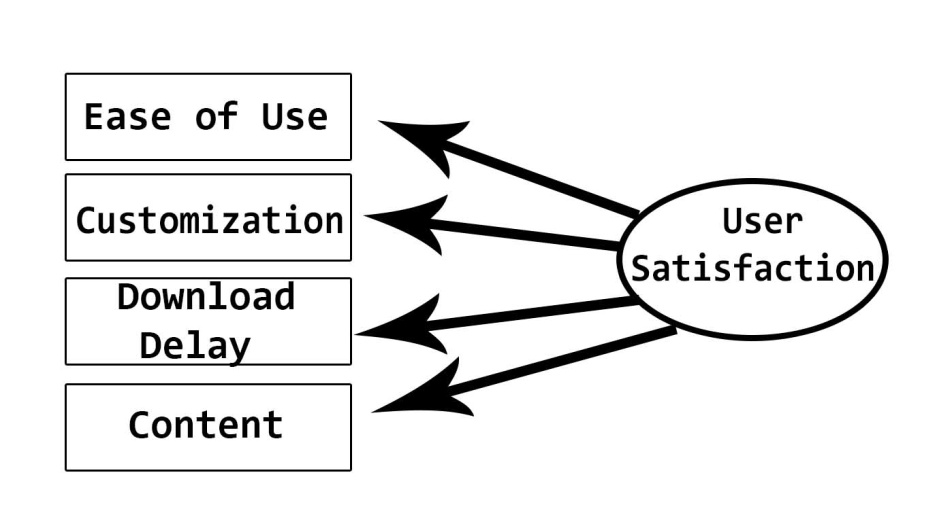 Ease of Use
Customization
Download
Delay
Content
User
Satisfaction